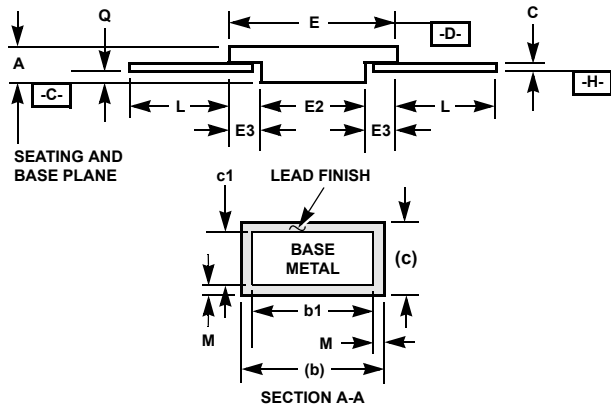 Q
E
-D-
C
A
-C-
-H-
L
E2
L
E3
E3
SEATING AND
BASE PLANE
c1
LEAD FINISH
BASE
METAL
(c)
b1
M
M
(b)
SECTION A-A